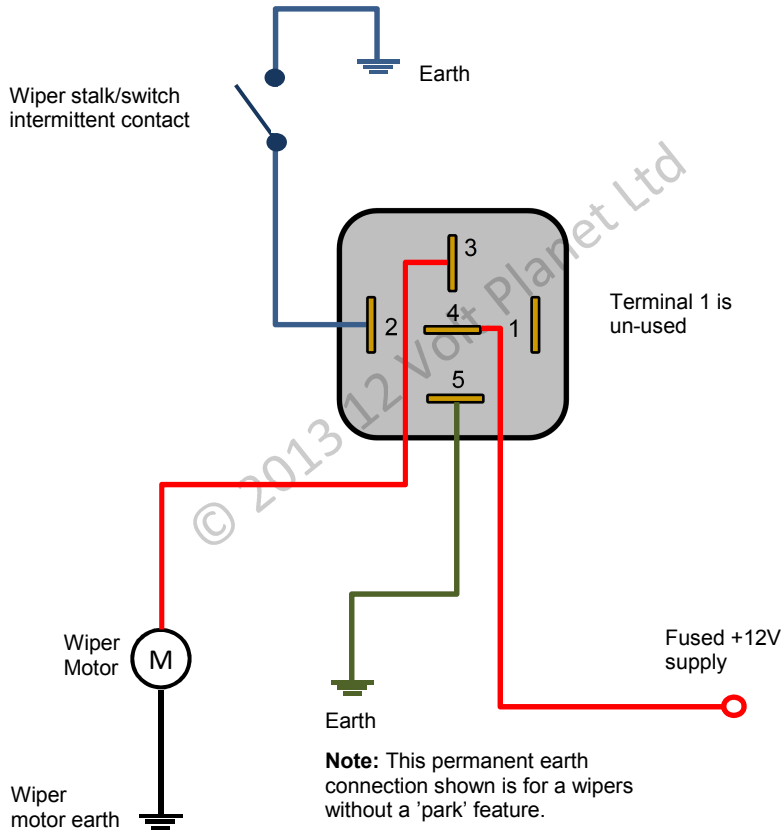 Earth
Wiper stalk/switch
intermittent contact
3
Terminal 1 is
un-used
2
4
1
5
© 2013 12 Volt Planet Ltd
Wiper
Motor
M
Fused +12V
supply
Earth
Note: This permanent earth
connection shown is for a wipers
without a 'park' feature.
Wiper
motor earth